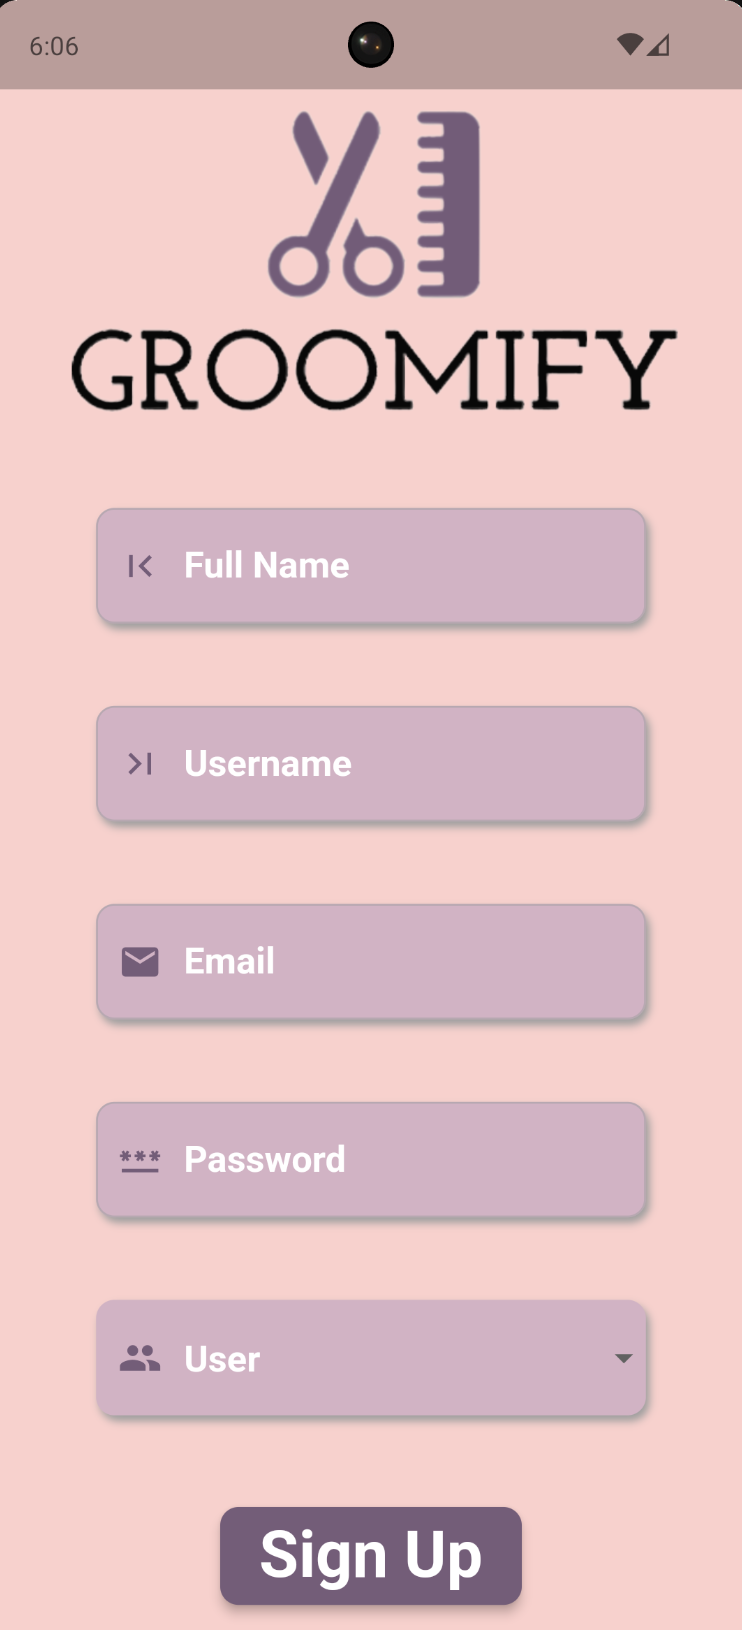 6:06
GROOMIFY
Full Name
Username
Email
Password
User
Sign Up